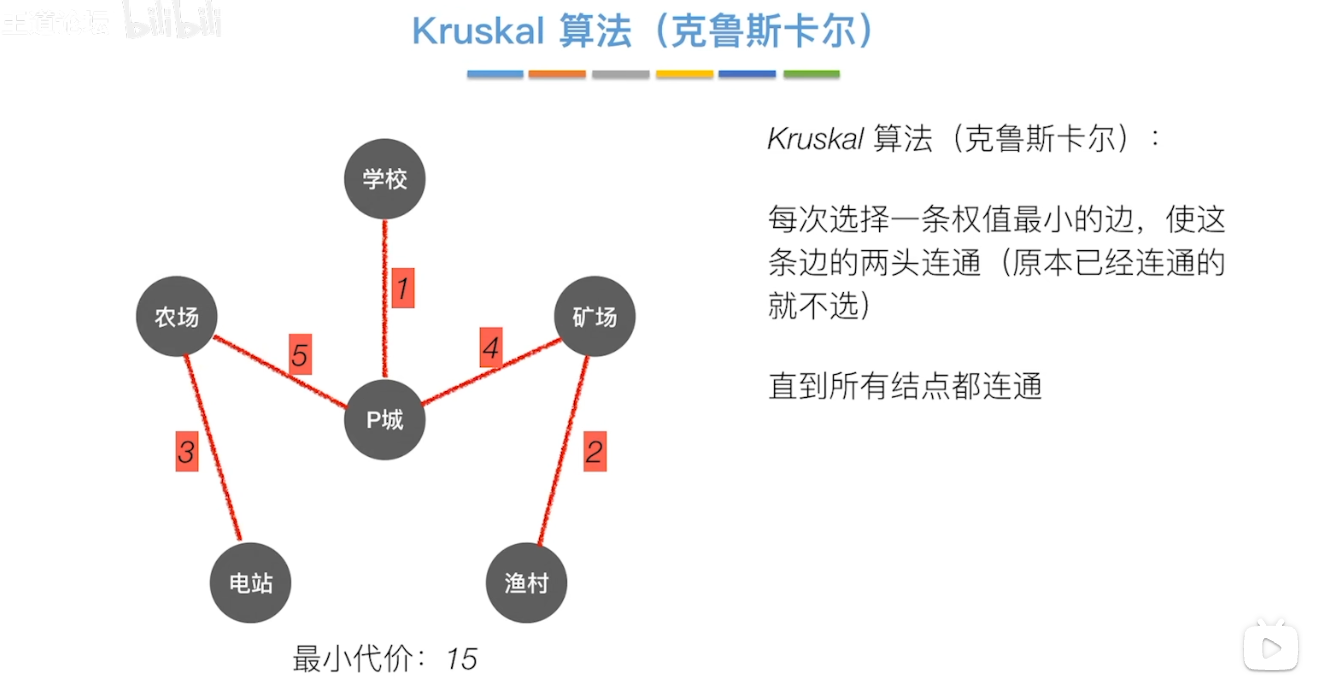 bilibili
Kruskal 算法（克鲁斯卡尔）
Kruskal 算法（克鲁斯卡尔）：
每次选择一条权值最小的边，使这
条边的两头连通（原本已经连通的
就不选）
直到所有结点都连通
学校
1
农场
矿场
5
4
P城
3
2
电站
渔村
最小代价：15